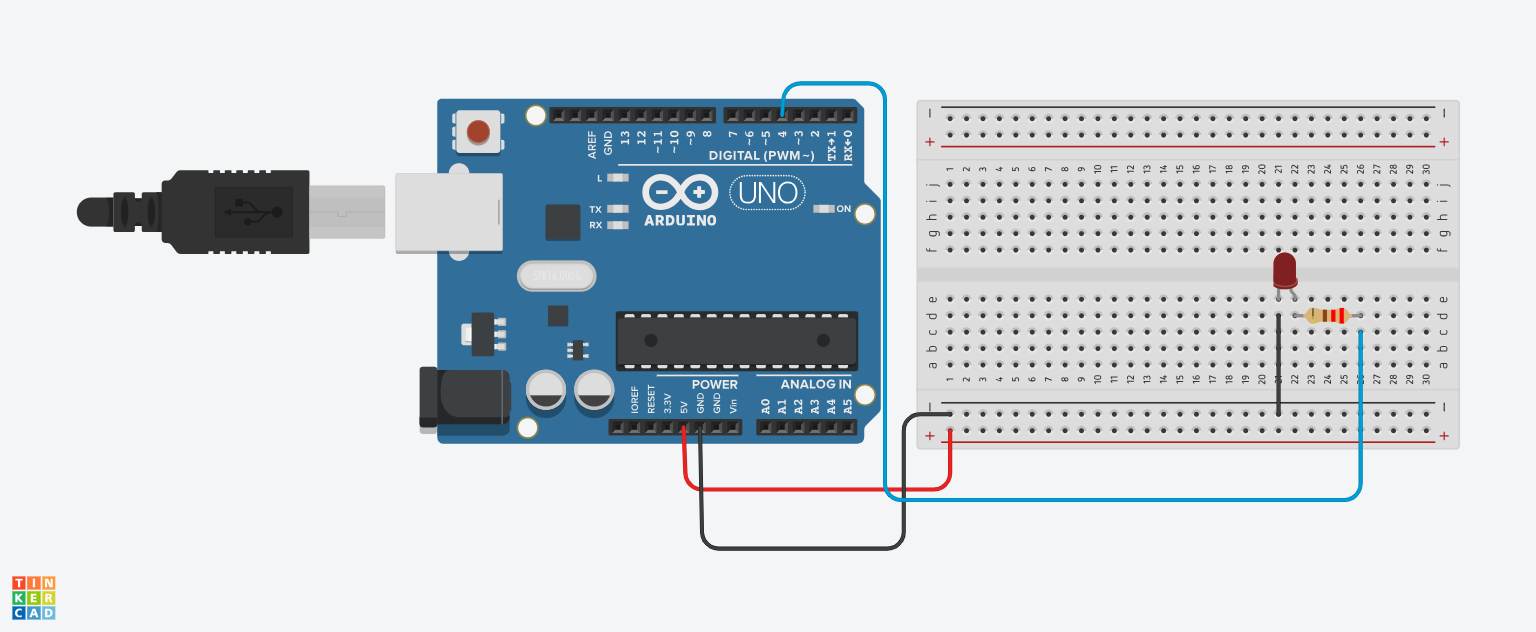 AREF
GND
13
12
~11
~10
~9
8
7
~6
~5
4
~3
2
TX→1
RX←0
DIGITAL (PWM~)
L
TX
RX
UNO
ARDUINO
ON
POWER
ANALOG IN
IOREF
RESET
3.3V
5V
GND
GND
Vin
A0
A1
A2
A3
A4
A5
− −
+ +
1 2 3 4 5 6 7 8 9 10 11 12 13 14 15 16 17 18 19 20 21 22 23 24 25 26 27 28 29 30
j j
i i
h h
g g
f f
e e
d d
c c
b b
a a
1 2 3 4 5 6 7 8 9 10 11 12 13 14 15 16 17 18 19 20 21 22 23 24 25 26 27 28 29 30
− −
+ +
TIN
KER
CAD